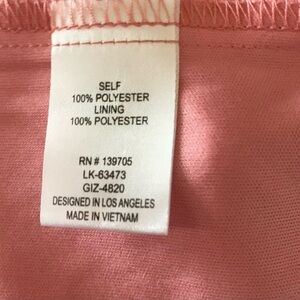 SELF
100% POLYESTER
LINING
100% POLYESTER
RN # 139705
LK-63473
GIZ-4820
DESIGNED IN LOS ANGELES
MADE IN VIETNAM